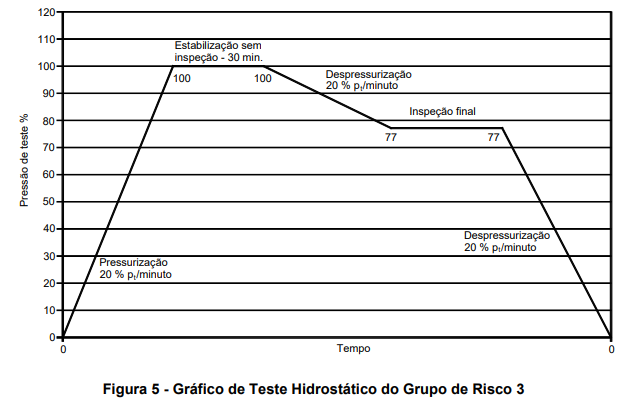 120
110
Estabilização sem
inspeção - 30 min.
100
100
100
Despressurização
20 % pt/minuto
90
Inspeção final
80
77
77
70
60
50
40
Despressurização
20 % pt/minuto
30
Pressurização
20 % pt/minuto
20
10
0
0
Tempo
0
Pressão de teste %
Figura 5 - Gráfico de Teste Hidrostático do Grupo de Risco 3